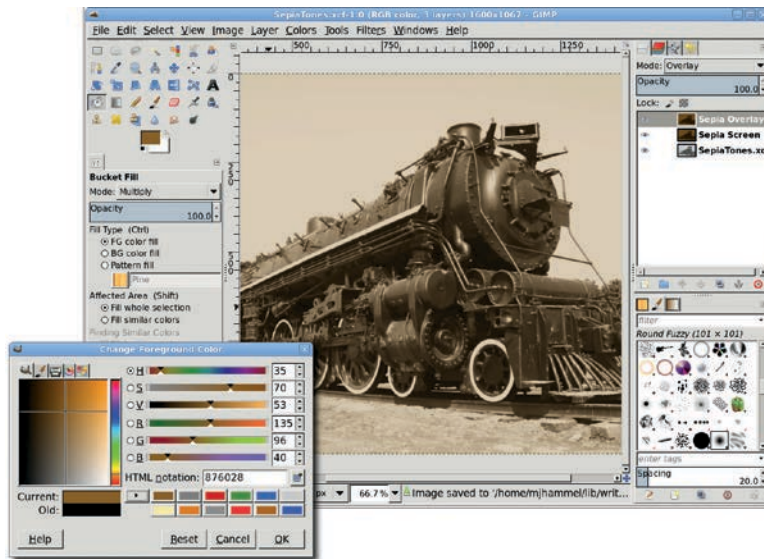 SepiaTones.xcf-1.0 (RGB color, 3 layers) 1600x1067 - GIMP
File Edit Select View Image Layer Colors Tools Filters Windows Help
500 750 1000 1250
0
250
500
Bucket Fill
Mode: Multiply
Opacity
100.0
Fill Type (Ctrl)
FG color fill
BG color fill
Pattern fill
Pine
Affected Area (Shift)
Fill whole selection
Fill similar colors
Finding Similar Colors
Mode: Overlay
Opacity
100.0
Lock:
Sepia Overlay
Sepia Screen
SepiaTones.xc
filter
Round Fuzzy (101 × 101)
enter tags
Spacing
20.0
px 66.7% Image saved to '/home/mjhammel/lib/writ...
Change Foreground Color
H 35
S 70
V 53
R 135
G 96
B 40
HTML notation: 876028
Current:
Old:
Help Reset Cancel OK